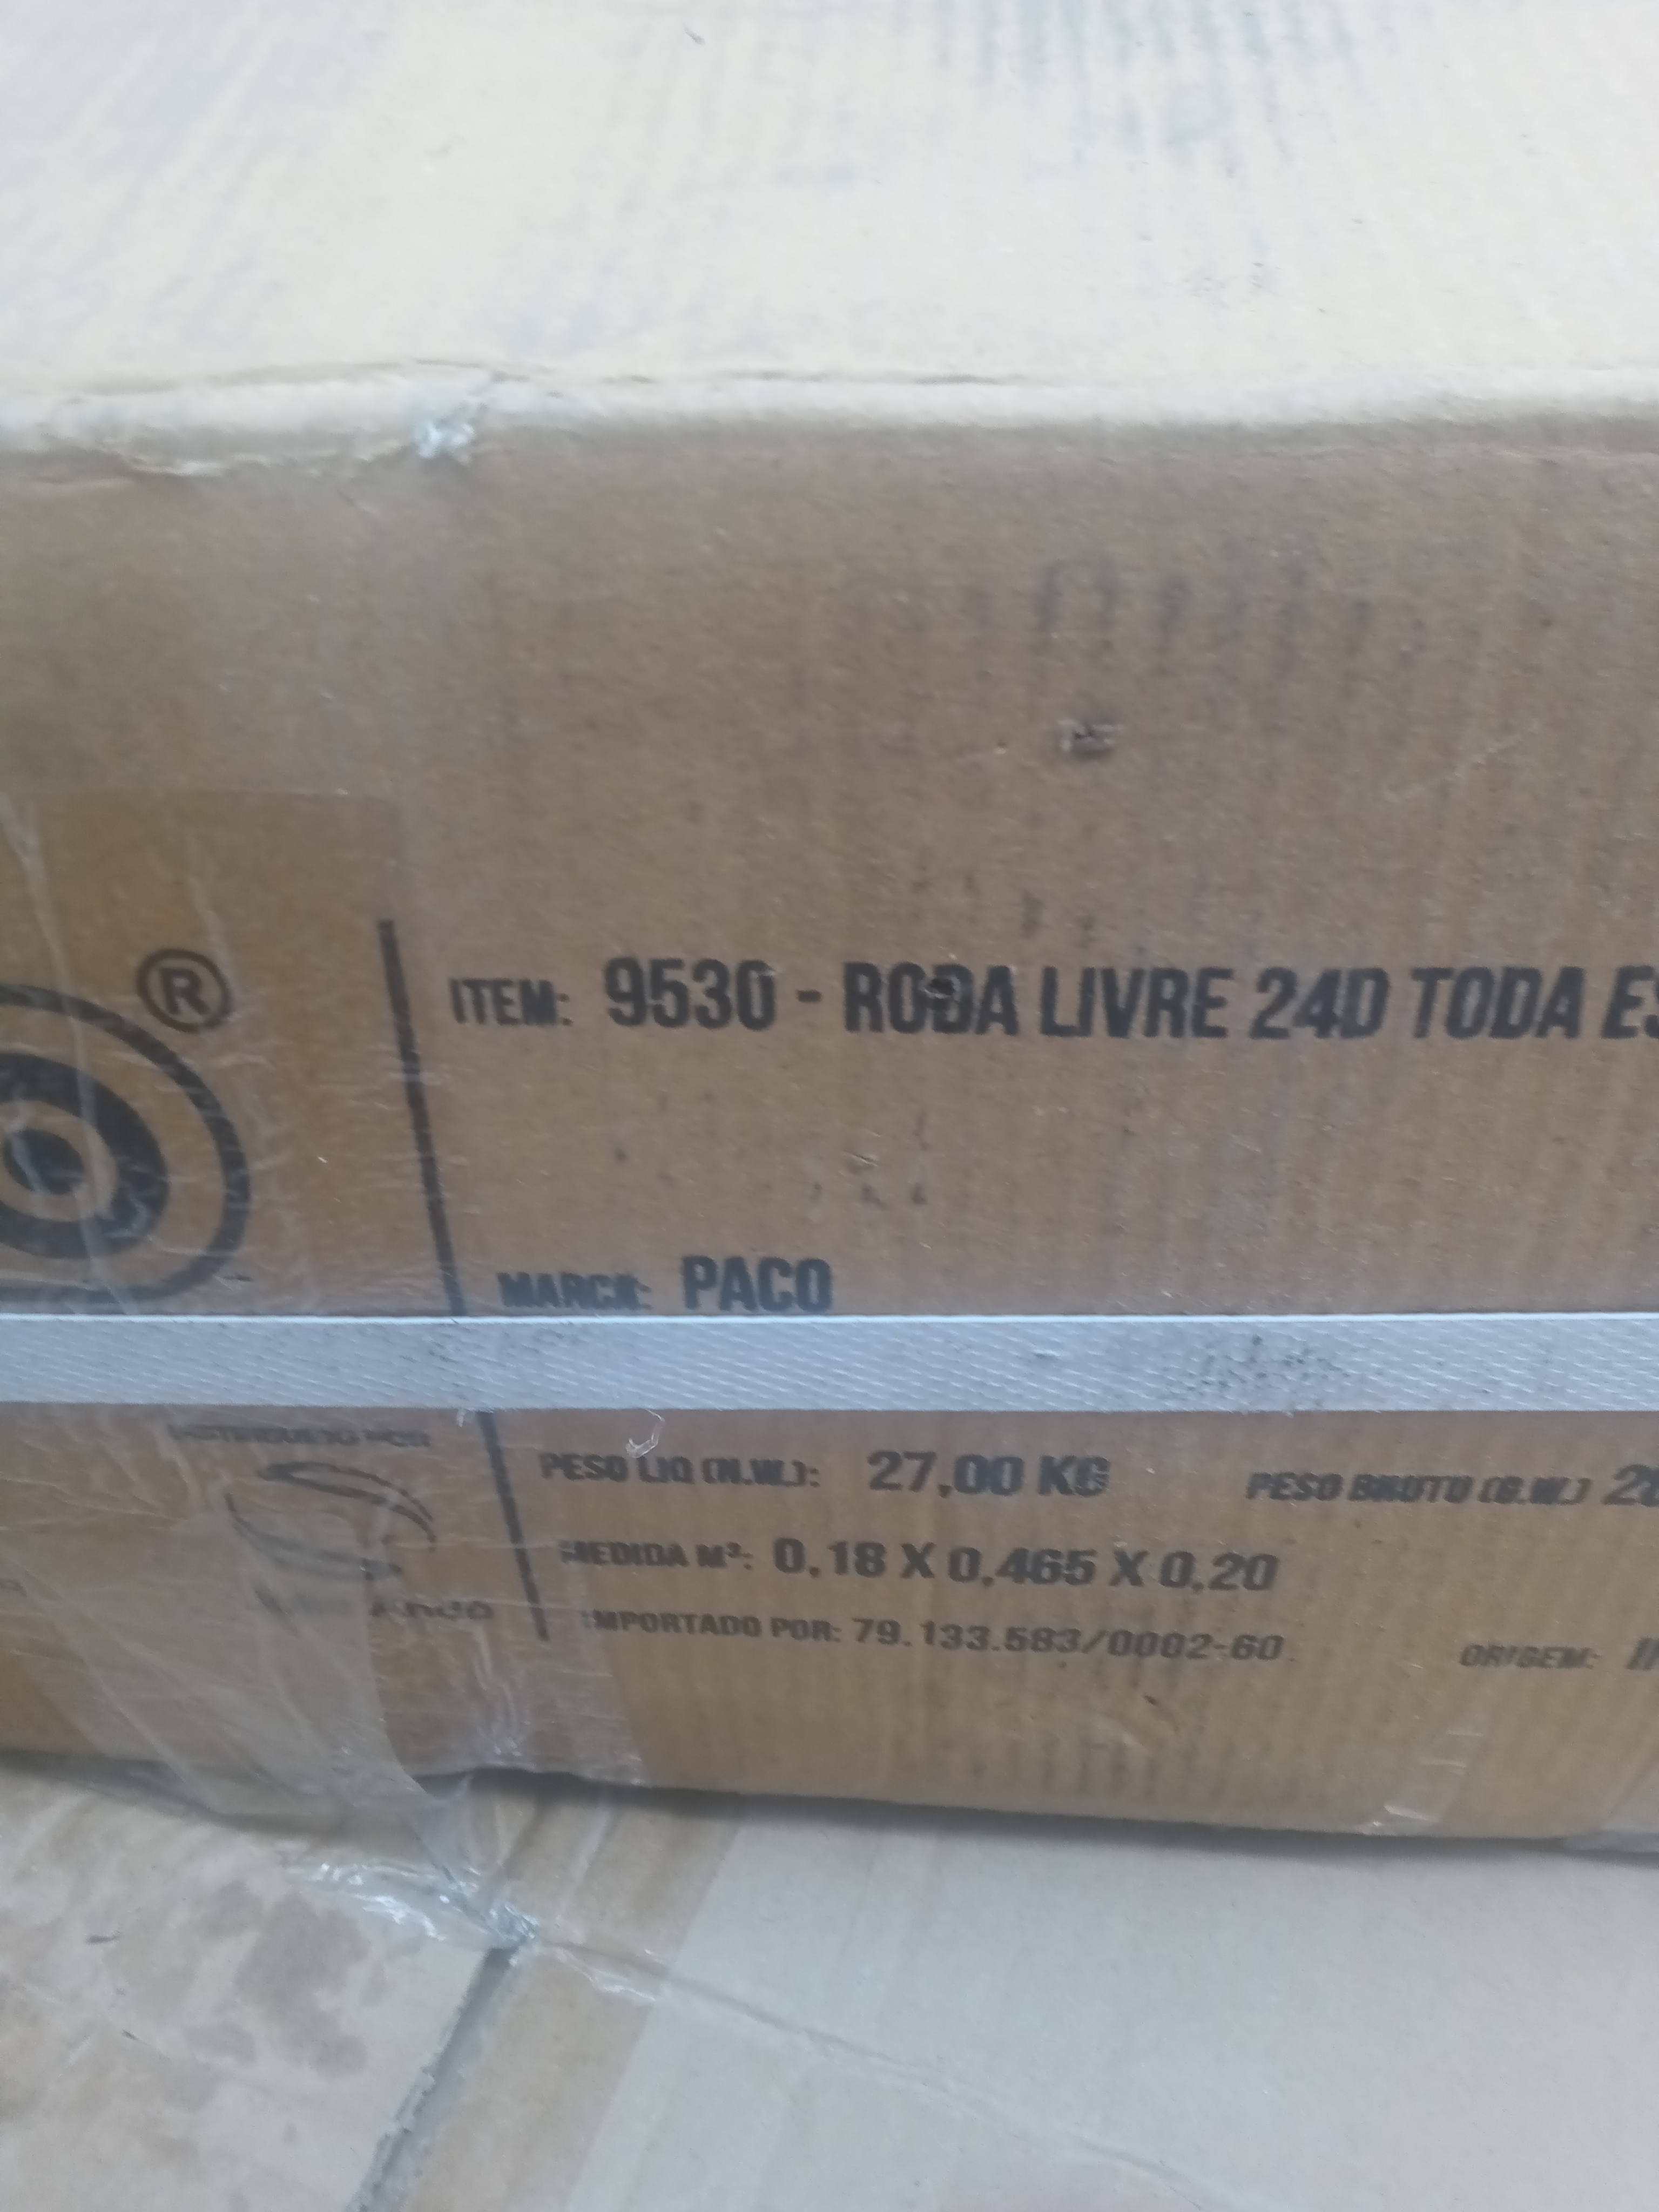 ®
ITEM: 9530 - RODA LIVRE 24D TODA ES
MARCA: PACO
PESO LIQ (N.W.): 27,00 KG PESO BRUTO (G.W.)
MEDIDA M³: 0,18 X 0,465 X 0,20
IMPORTADO POR: 79.133.583/0002-60 ORIGEM: